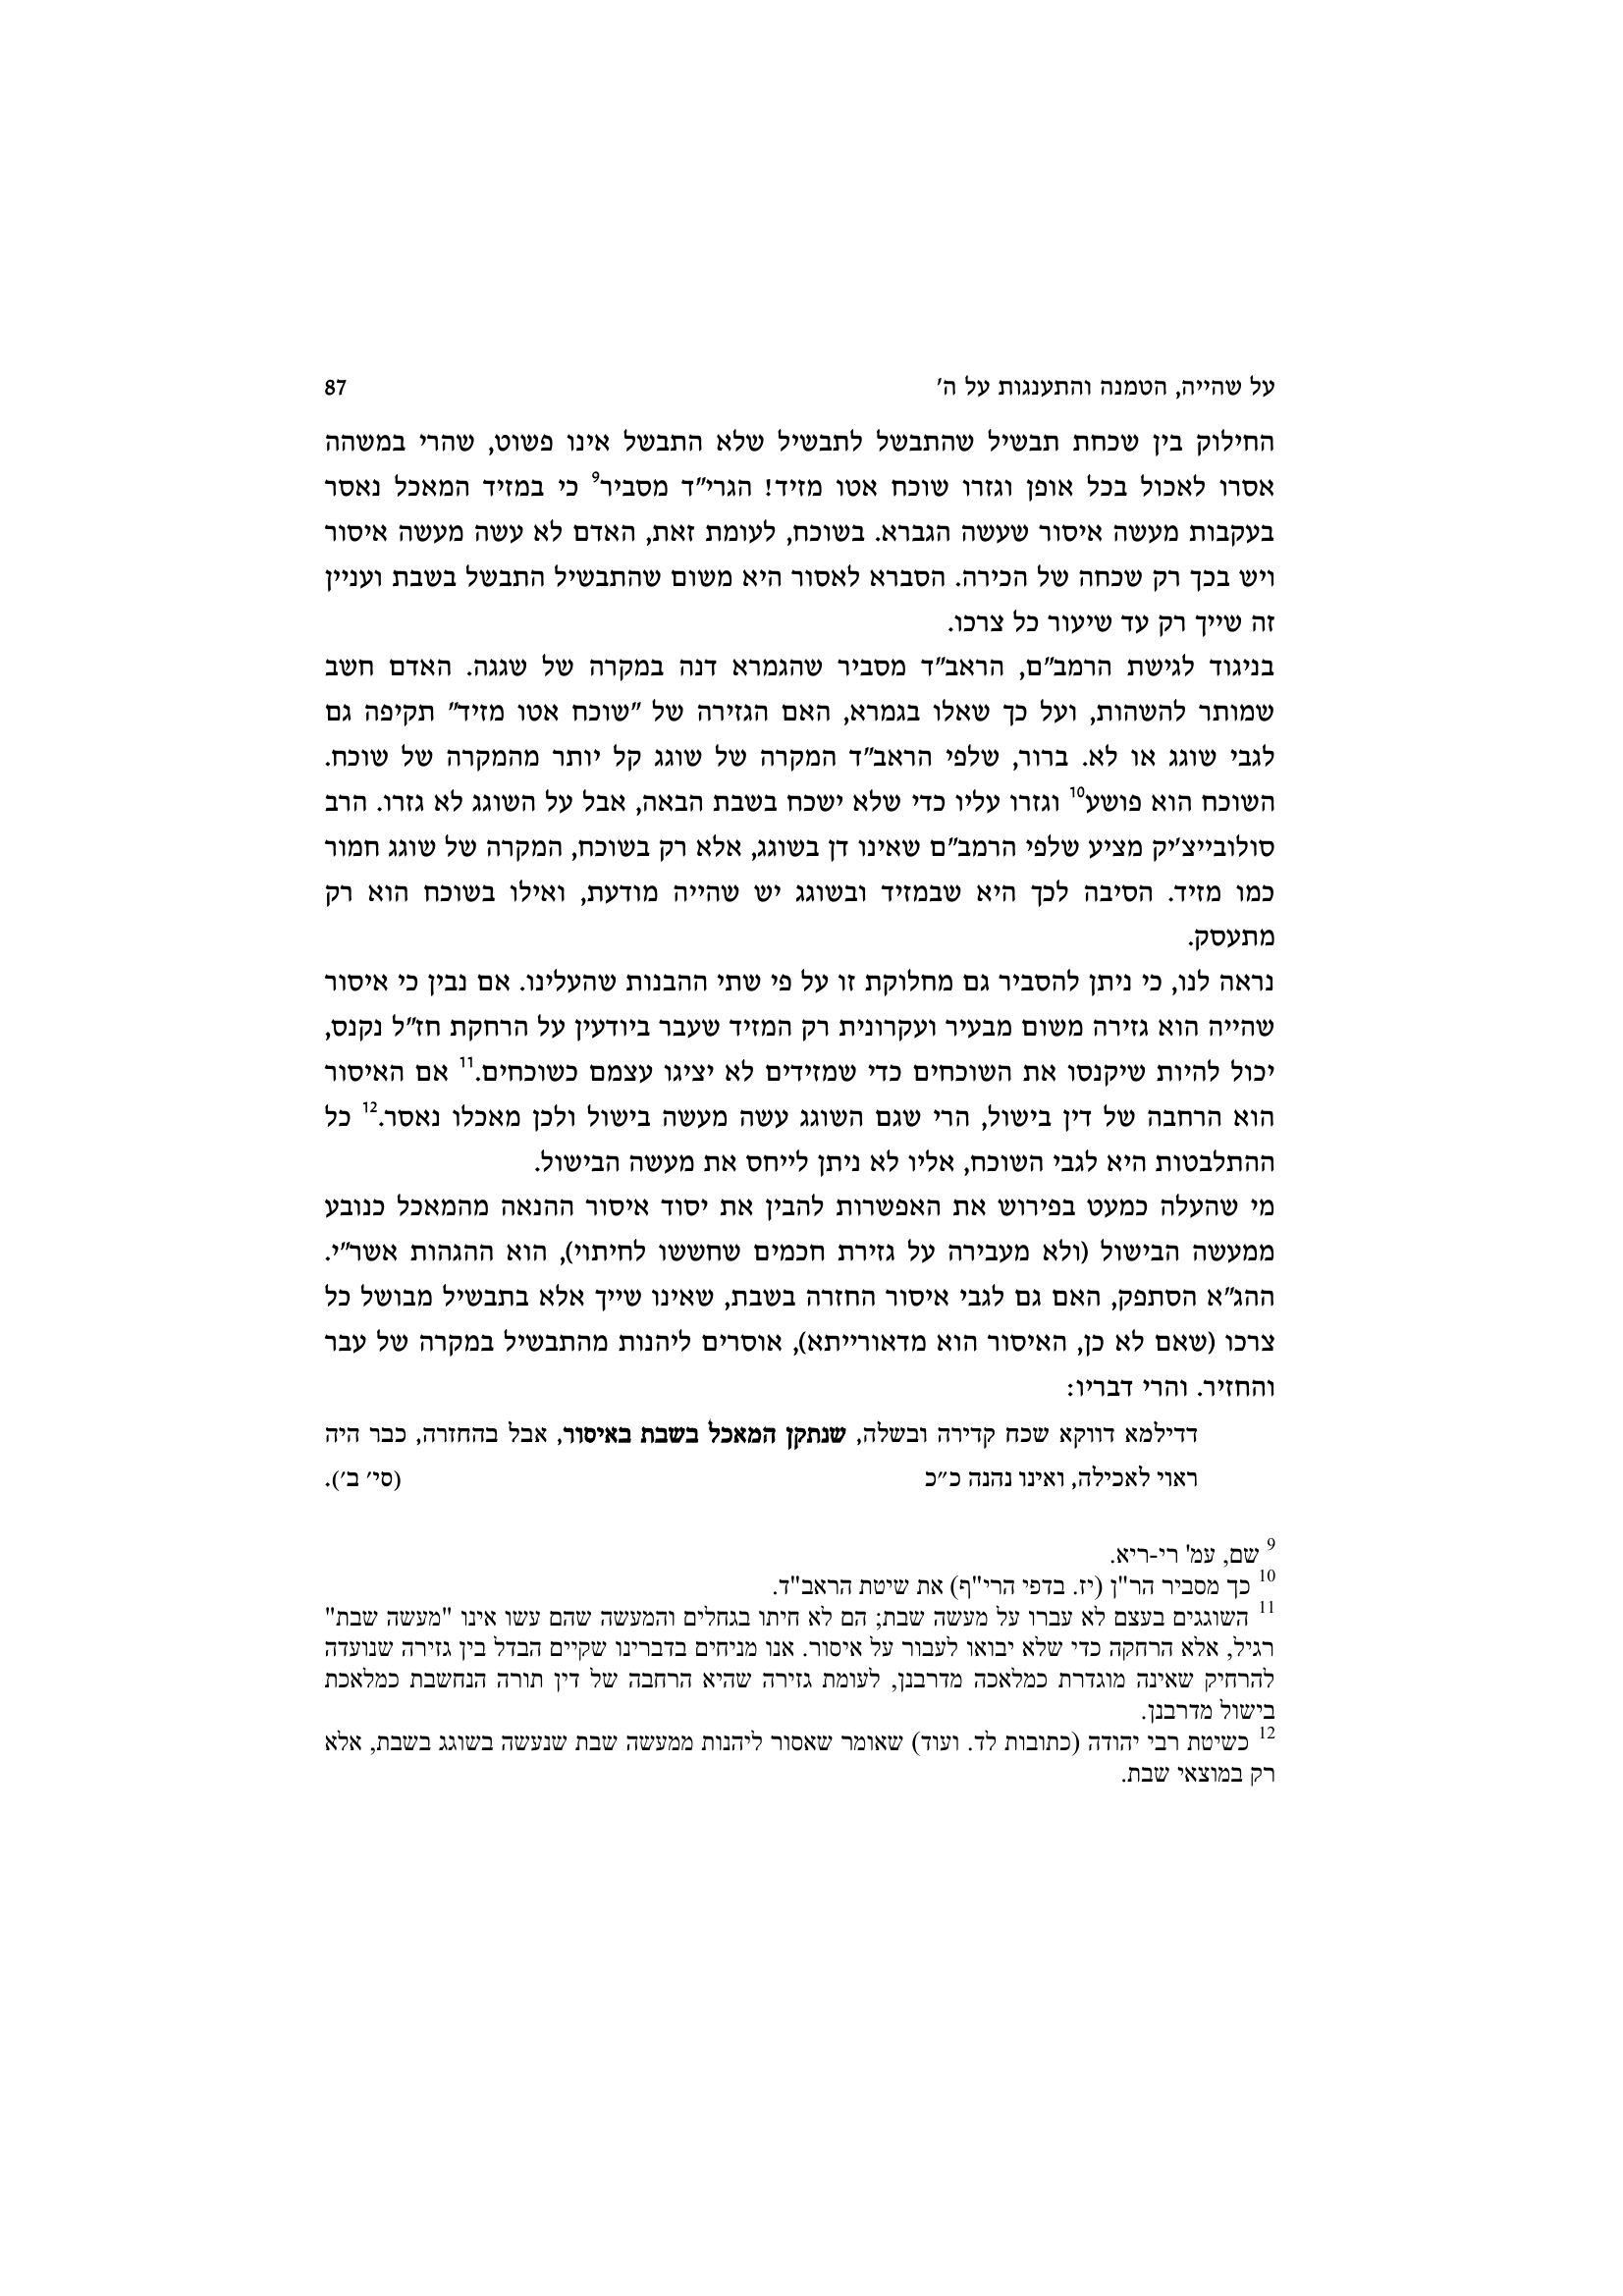 על שהייה, הטמנה והתענגות על ה' 87
החילוק בין שכחת תבשיל שהתבשל לתבשיל שלא התבשל אינו פשוט, שהרי במשהה
אסרו לאכול בכל אופן וגזרו שוכח אטו מזיד! הגרי"ד מסביר9 כי במזיד המאכל נאסר
בעקבות מעשה איסור שעשה הגברא. בשוכח, לעומת זאת, האדם לא עשה מעשה איסור
ויש בכך רק שכחה של הכירה. הסברא לאסור היא משום שהתבשיל התבשל בשבת ועניין
זה שייך רק עד שיעור כל צרכו.
בניגוד לגישת הרמב"ם, הראב"ד מסביר שהגמרא דנה במקרה של שגגה. האדם חשב
שמותר להשהות, ועל כך שאלו בגמרא, האם הגזירה של "שוכח אטו מזיד" תקיפה גם
לגבי שוגג או לא. ברור, שלפי הראב"ד המקרה של שוגג קל יותר מהמקרה של שוכח.
השוכח הוא פושע10 וגזרו עליו כדי שלא ישכח בשבת הבאה, אבל על השוגג לא גזרו. הרב
סולובייצ'יק מציע שלפי הרמב"ם שאינו דן בשוגג, אלא רק בשוכח, המקרה של שוגג חמור
כמו מזיד. הסיבה לכך היא שבמזיד ובשוגג יש שהייה מודעת, ואילו בשוכח הוא רק
מתעסק.
נראה לנו, כי ניתן להסביר גם מחלוקת זו על פי שתי ההבנות שהעלינו. אם נבין כי איסור
שהייה הוא גזירה משום מבעיר ועקרונית רק המזיד שעבר ביודעין על הרחקת חז"ל נקנס,
יכול להיות שיקנסו את השוכחים כדי שמזידים לא יציגו עצמם כשוכחים.11 אם האיסור
הוא הרחבה של דין בישול, הרי שגם השוגג עשה מעשה בישול ולכן מאכלו נאסר.12 כל
ההתלבטות היא לגבי השוכח, אליו לא ניתן לייחס את מעשה הבישול.
מי שהעלה כמעט בפירוש את האפשרות להבין את יסוד איסור ההנאה מהמאכל כנובע
ממעשה הבישול (ולא מעבירה על גזירת חכמים שחששו לחיתוי), הוא ההגהות אשר"י.
ההג"א הסתפק, האם גם לגבי איסור החזרה בשבת, שאינו שייך אלא בתבשיל מבושל כל
צרכו (שאם לא כן, האיסור הוא מדאורייתא), אוסרים ליהנות מהתבשיל במקרה של עבר
והחזיר. והרי דבריו:
דדילמא דווקא שכח קדירה ובשלה, שנתקן המאכל בשבת באיסור, אבל בהחזרה, כבר היה
ראוי לאכילה, ואינו נהנה כ"כ (סי' ב').
9 שם, עמ' רי-ריא.
10 כך מסביר הר"ן (יז. בדפי הרי"ף) את שיטת הראב"ד.
11 השוגגים בעצם לא עברו על מעשה שבת; הם לא חיתו בגחלים והמעשה שהם עשו אינו "מעשה שבת"
רגיל, אלא הרחקה כדי שלא יבואו לעבור על איסור. אנו מניחים בדברינו שקיים הבדל בין גזירה שנועדה
להרחיק שאינה מוגדרת כמלאכה מדרבנן, לעומת גזירה שהיא הרחבה של דין תורה הנחשבת כמלאכת
בישול מדרבנן.
12 כשיטת רבי יהודה (כתובות לד. ועוד) שאומר שאסור ליהנות ממעשה שבת שנעשה בשוגג בשבת, אלא
רק במוצאי שבת.